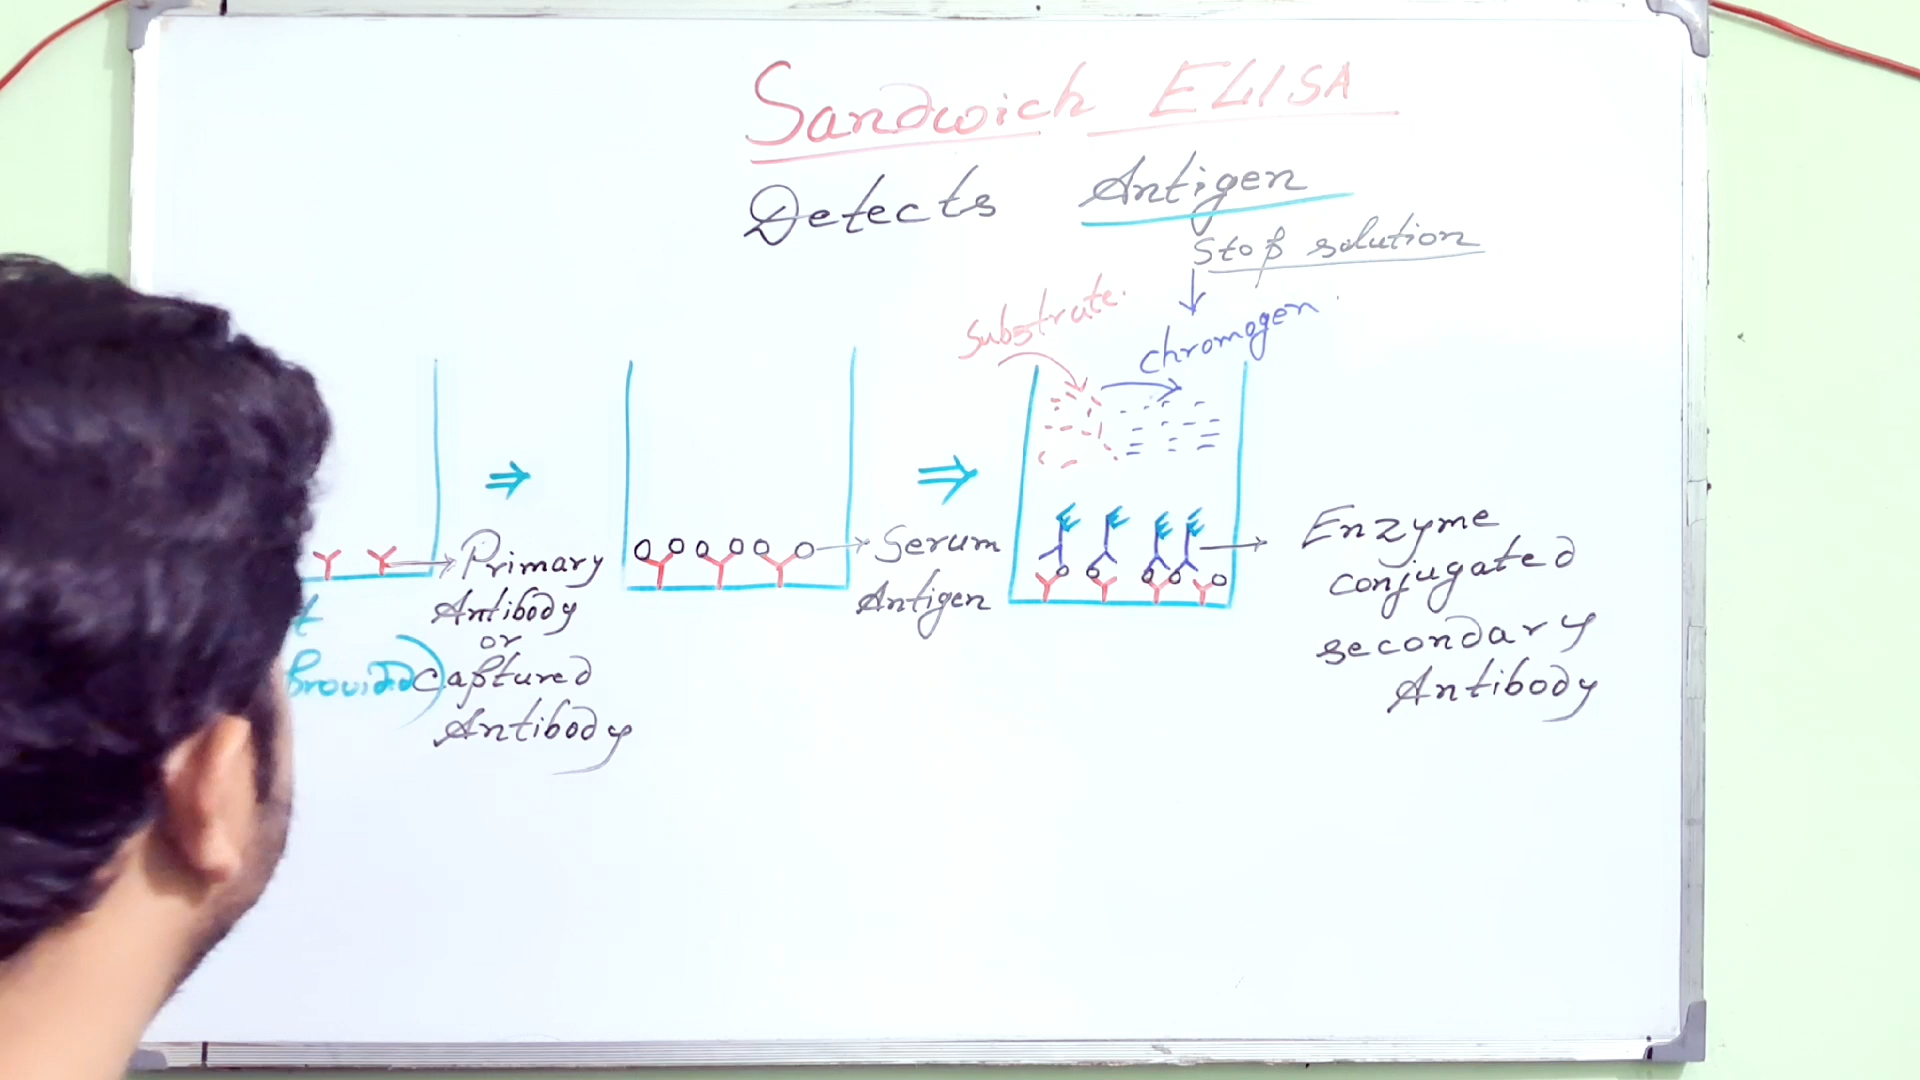 Sandwich ELISA
Detects Antigen
Stop solution
Substrate.
chromogen.
Primary
Antibody
or
Captured
Antibody
Provided)
Serum
Antigen
E E E E
Enzyme
conjugated
secondary
Antibody